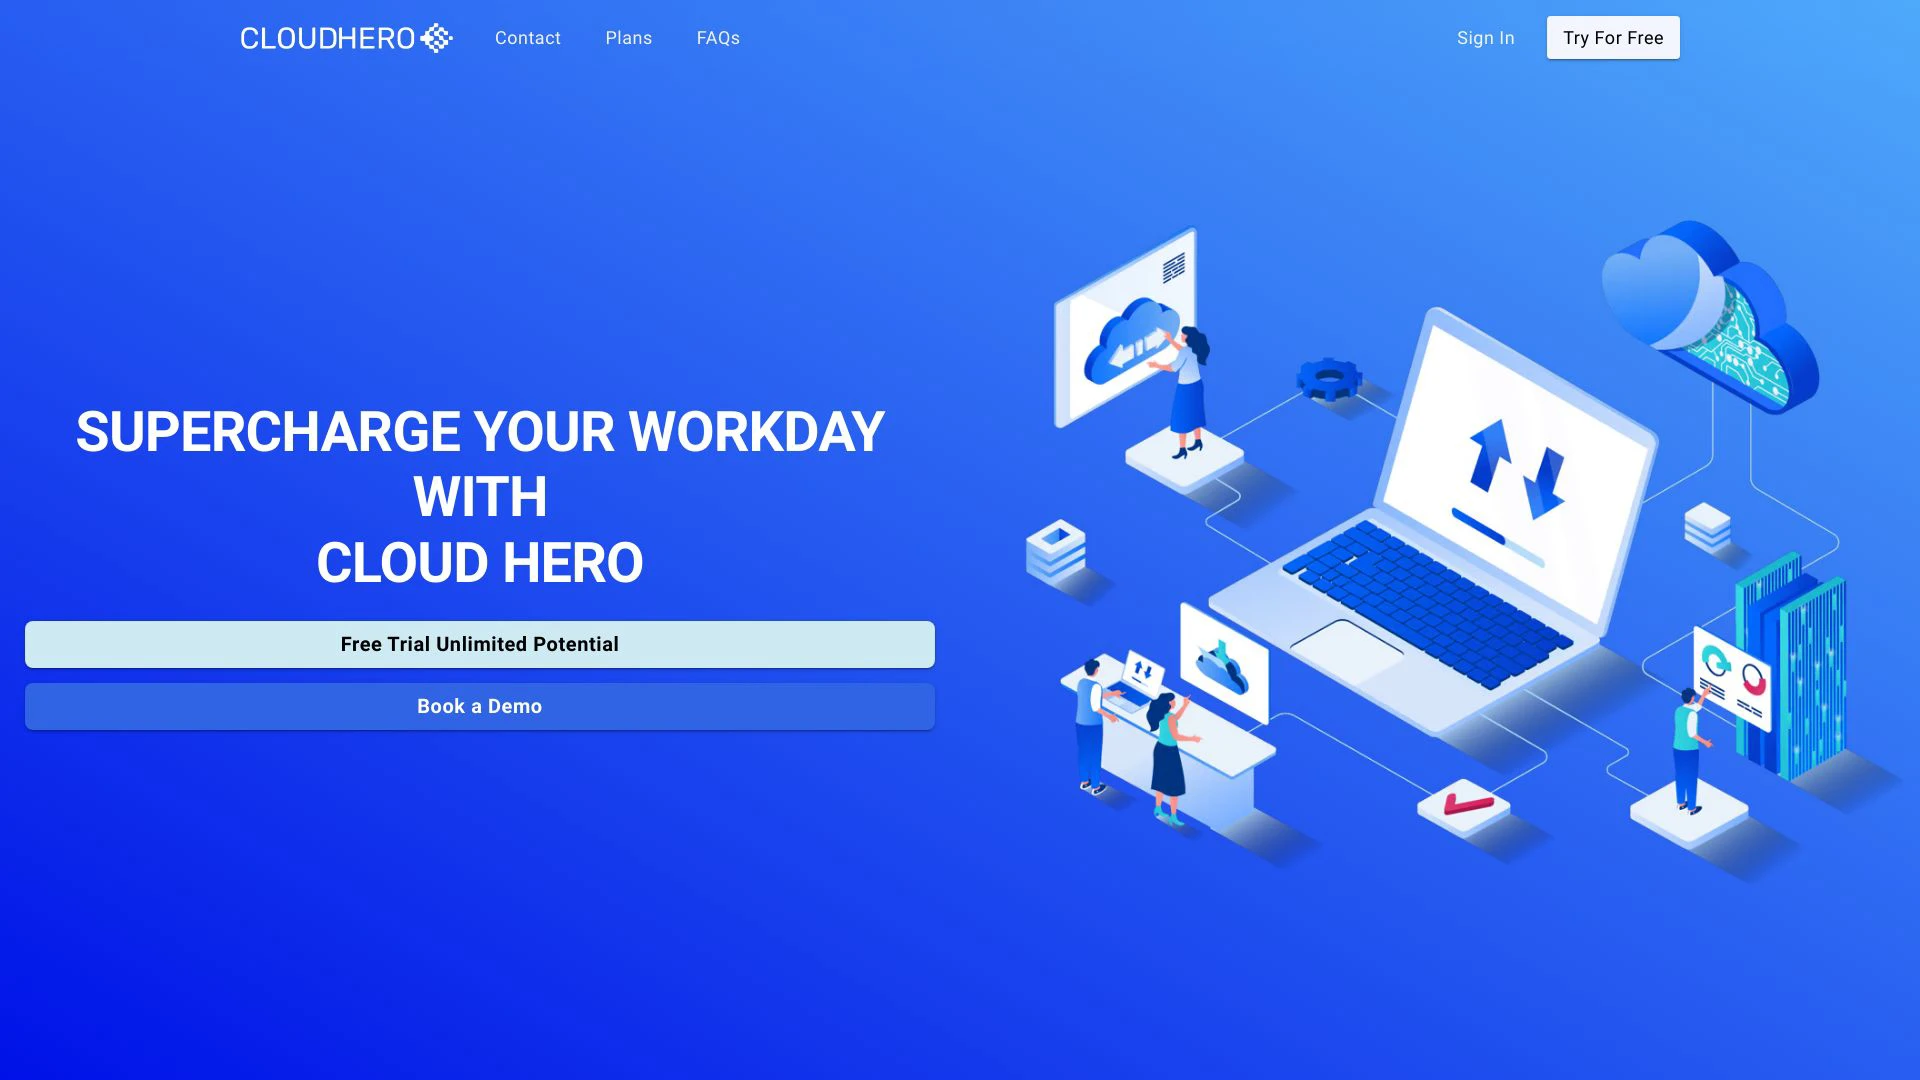 CLOUDHERO
Contact
Plans
FAQs
Sign In
Try For Free
SUPERCHARGE YOUR WORKDAY
WITH
CLOUD HERO
Free Trial Unlimited Potential
Book a Demo